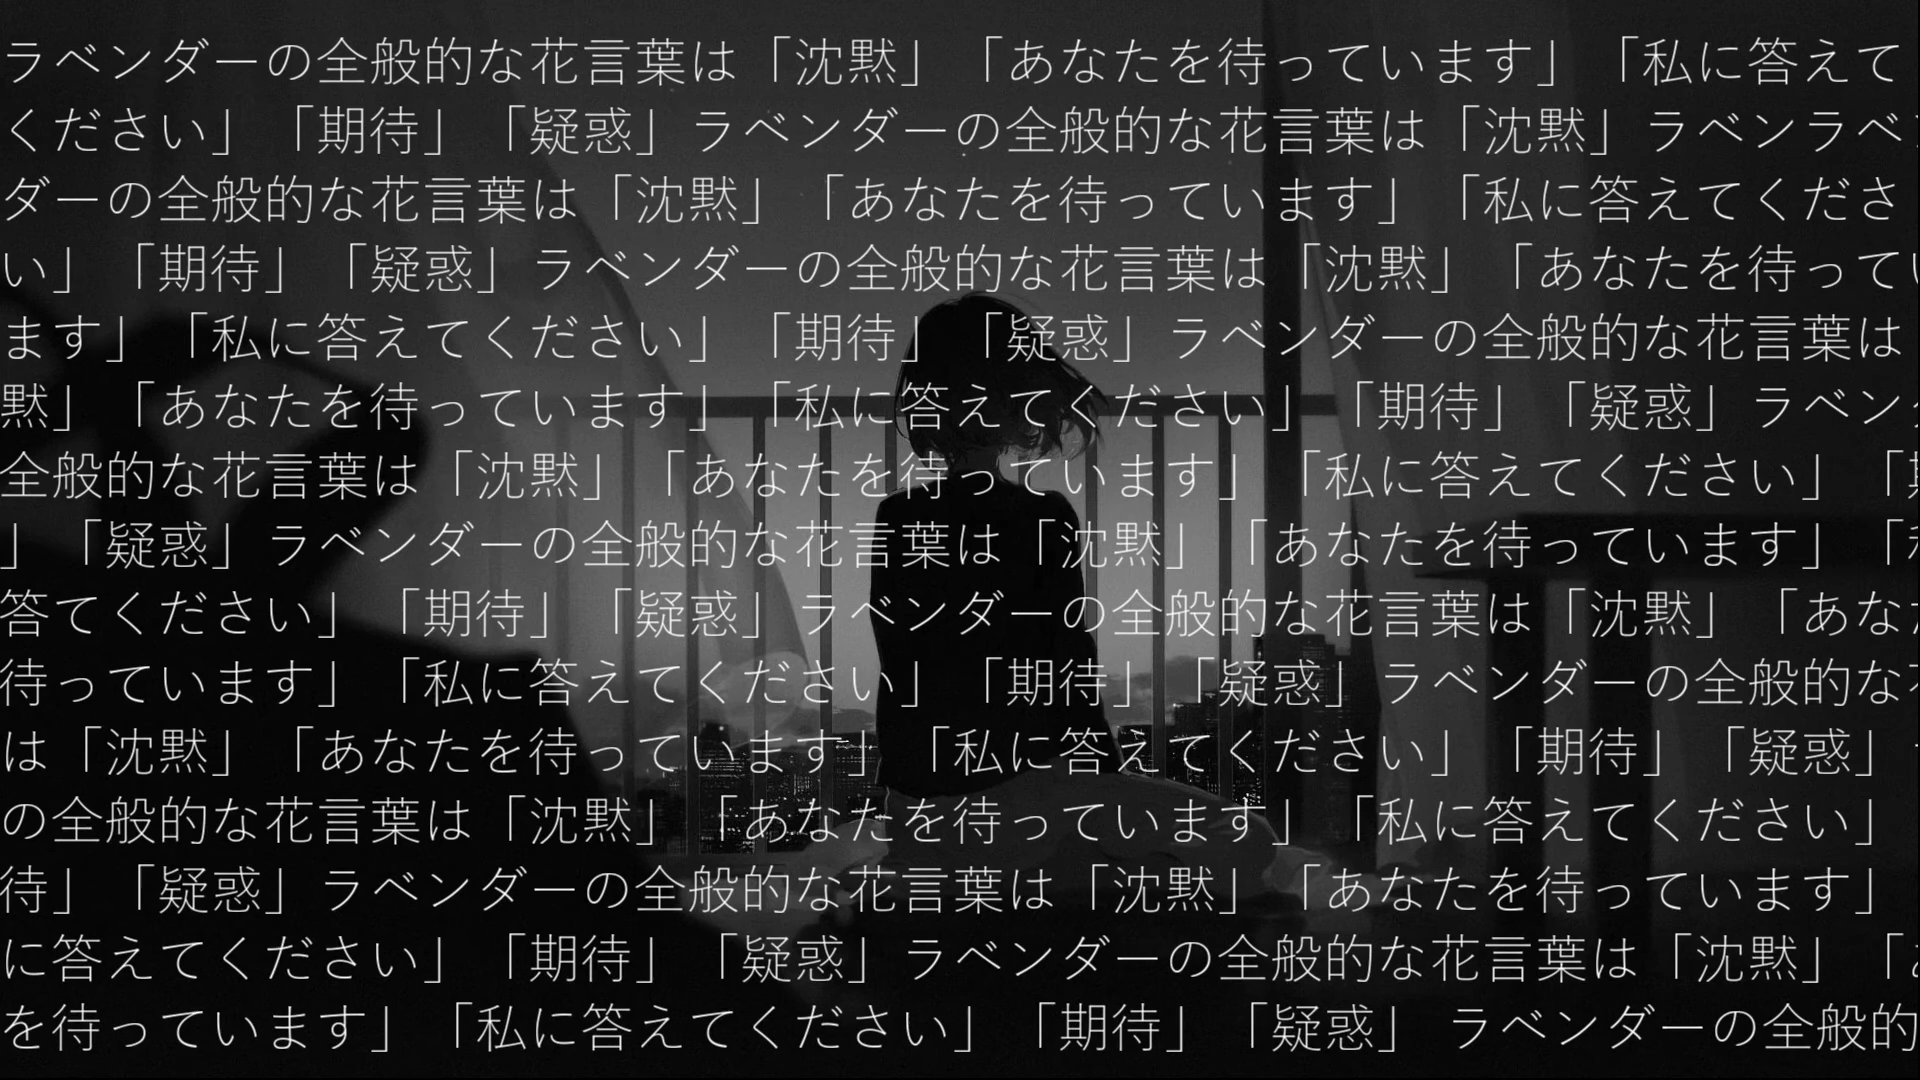 ラベンダーの全般的な花言葉は「沈黙」「あなたを待っています」「私に答えて
ください」「期待」「疑惑」ラベンダーの全般的な花言葉は「沈黙」ラベンラベ
ダーの全般的な花言葉は「沈黙」「あなたを待っています」「私に答えてくださ
い」「期待」「疑惑」ラベンダーの全般的な花言葉は「沈黙」「あなたを待ってい
ます」「私に答えてください」「期待」「疑惑」ラベンダーの全般的な花言葉は
黙」「あなたを待っています」「私に答えてください」「期待」「疑惑」ラベン
全般的な花言葉は「沈黙」「あなたを待っています」「私に答えてください」「期
」「疑惑」ラベンダーの全般的な花言葉は「沈黙」「あなたを待っています」「
答てください」「期待」「疑惑」ラベンダーの全般的な花言葉は「沈黙」「あな
待っています」「私に答えてください」「期待」「疑惑」ラベンダーの全般的な
は「沈黙」「あなたを待っています」「私に答えてください」「期待」「疑惑」
の全般的な花言葉は「沈黙」「あなたを待っています」「私に答えてください」
待」「疑惑」ラベンダーの全般的な花言葉は「沈黙」「あなたを待っています」
に答えてください」「期待」「疑惑」ラベンダーの全般的な花言葉は「沈黙」「
を待っています」「私に答えてください」「期待」「疑惑」 ラベンダーの全般的